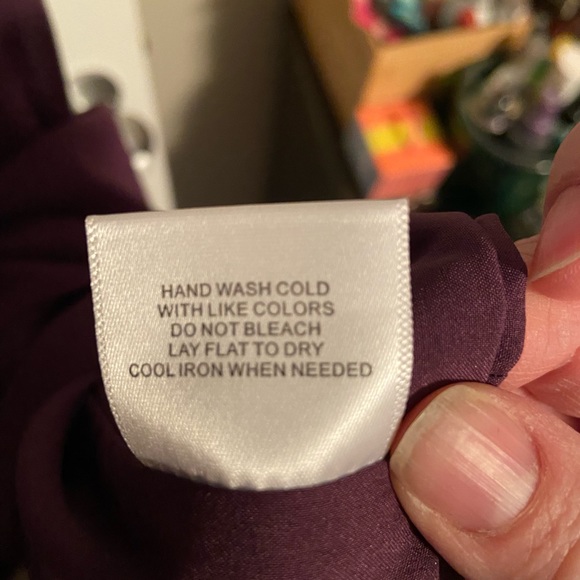 HAND WASH COLD
WITH LIKE COLORS
DO NOT BLEACH
LAY FLAT TO DRY
COOL IRON WHEN NEEDED